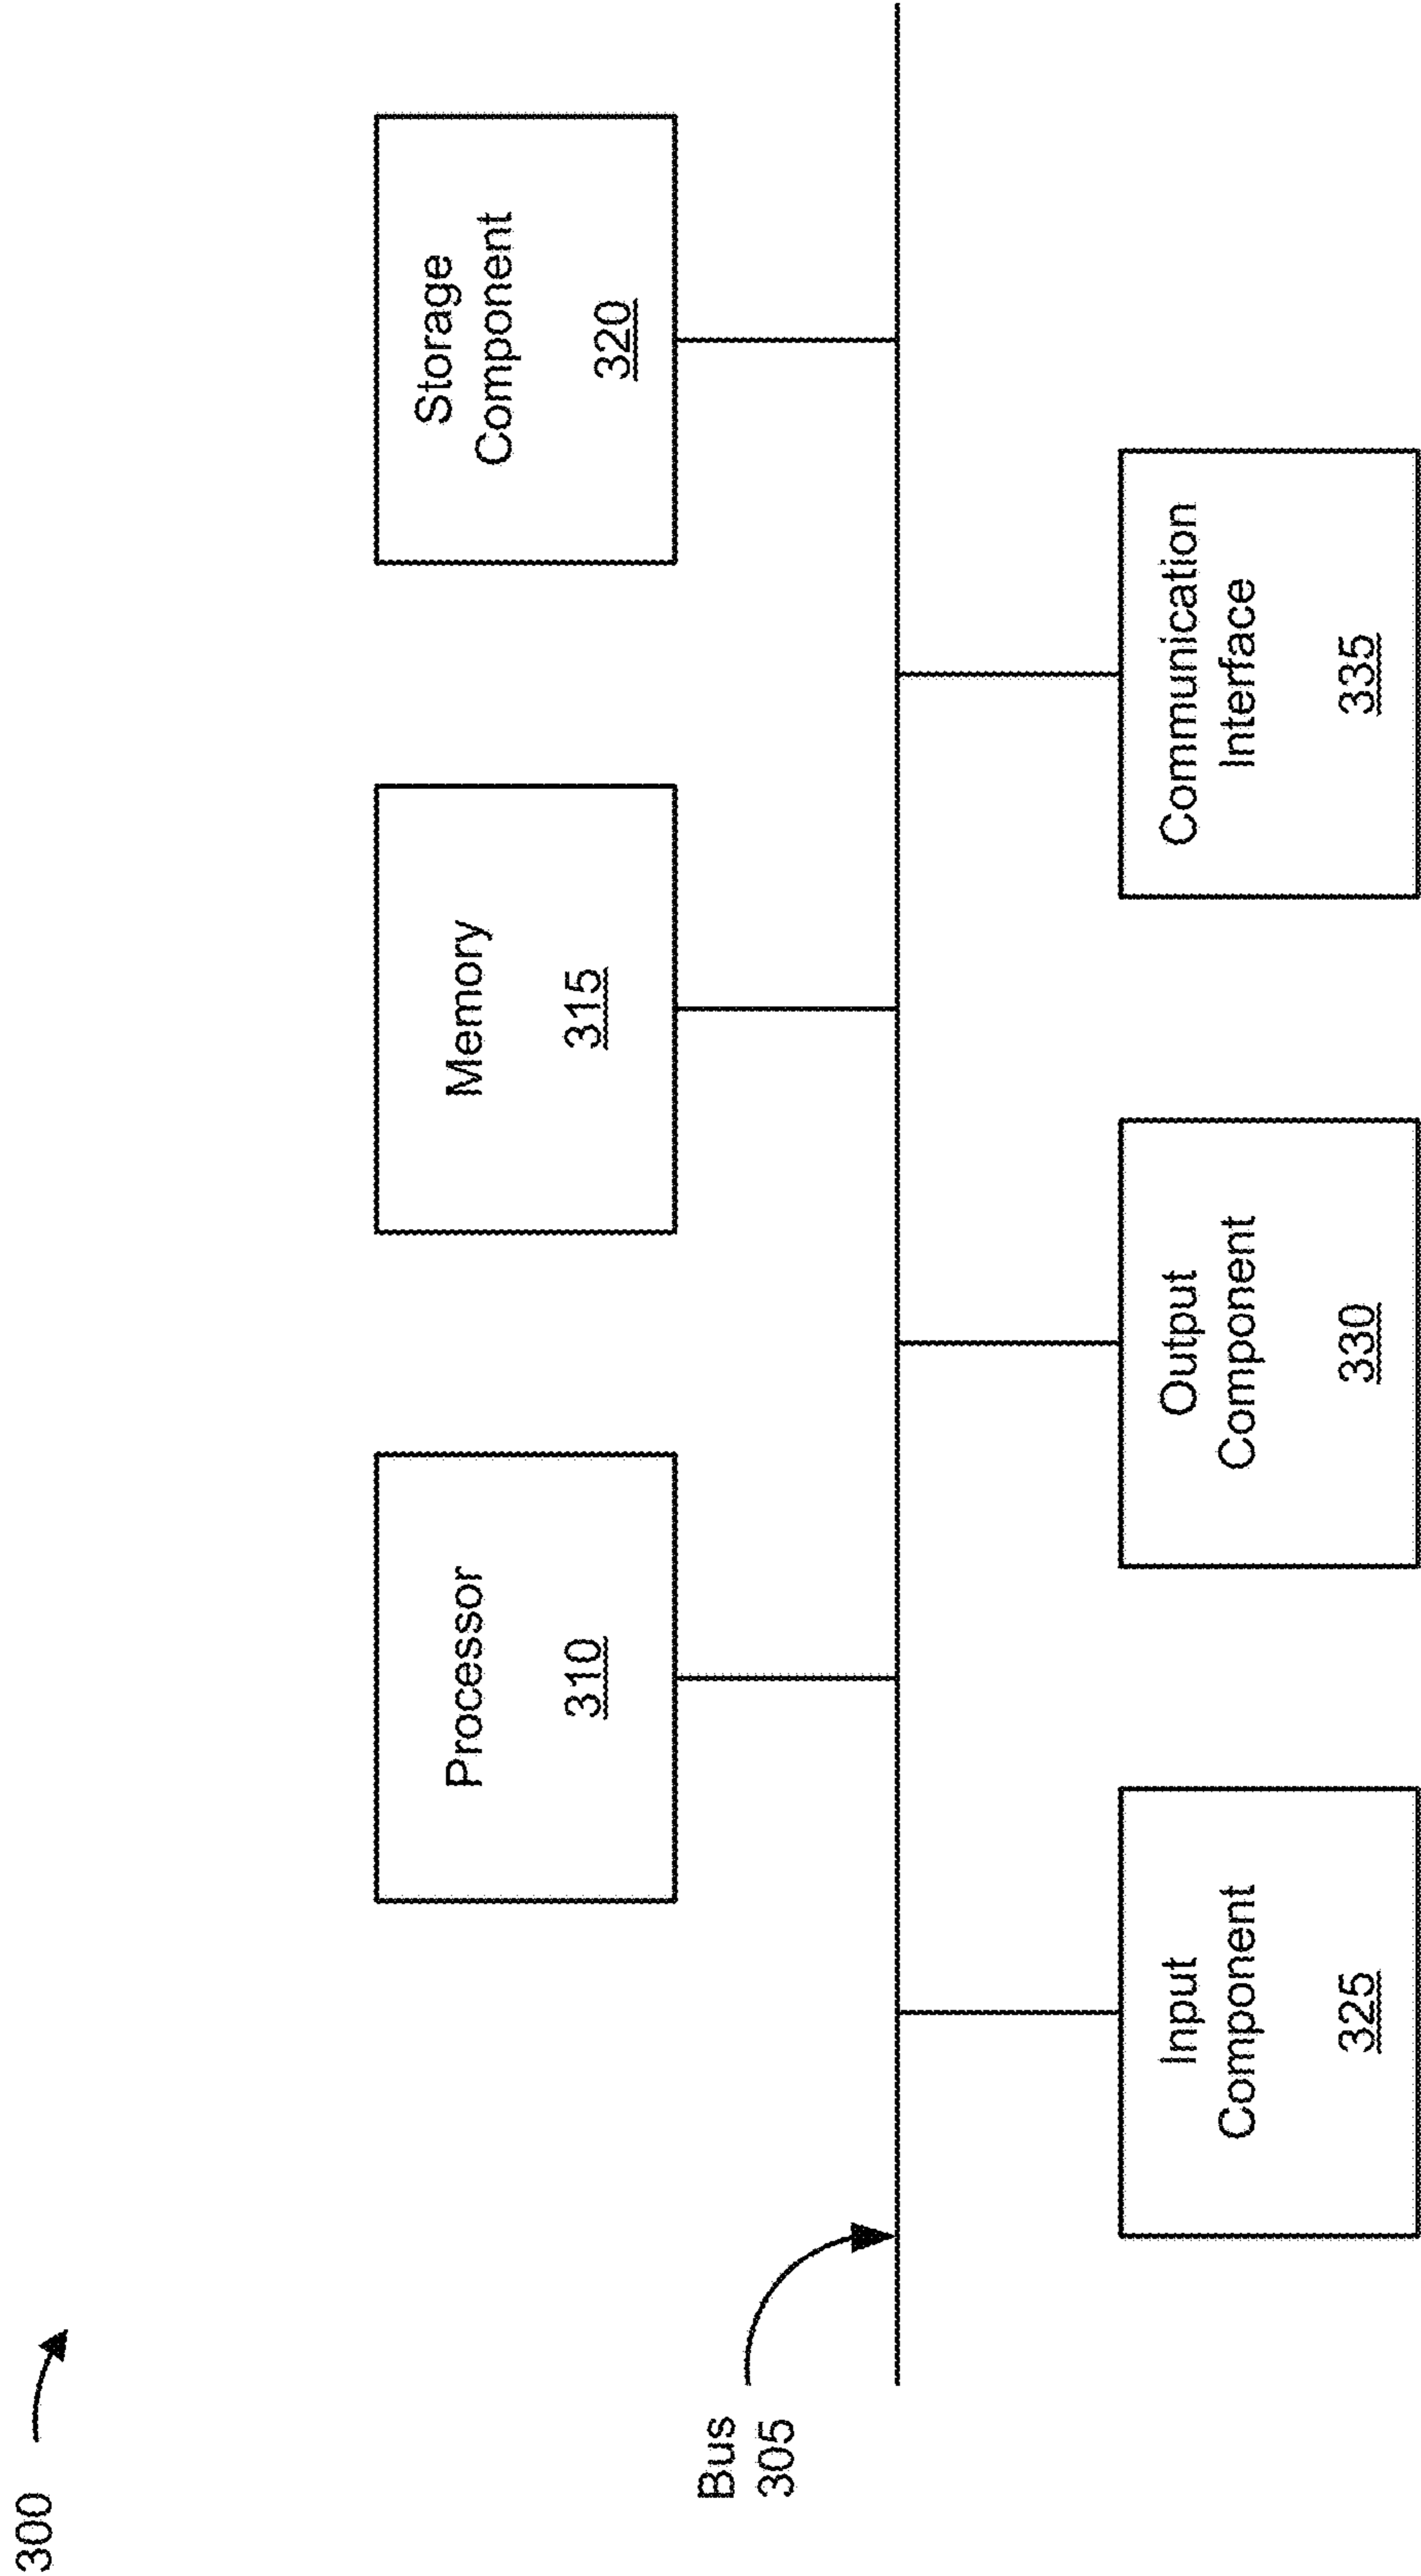 300
Processor
310
Memory
315
Storage
Component
320
Bus
305
Input
Component
325
Output
Component
330
Communication
Interface
335